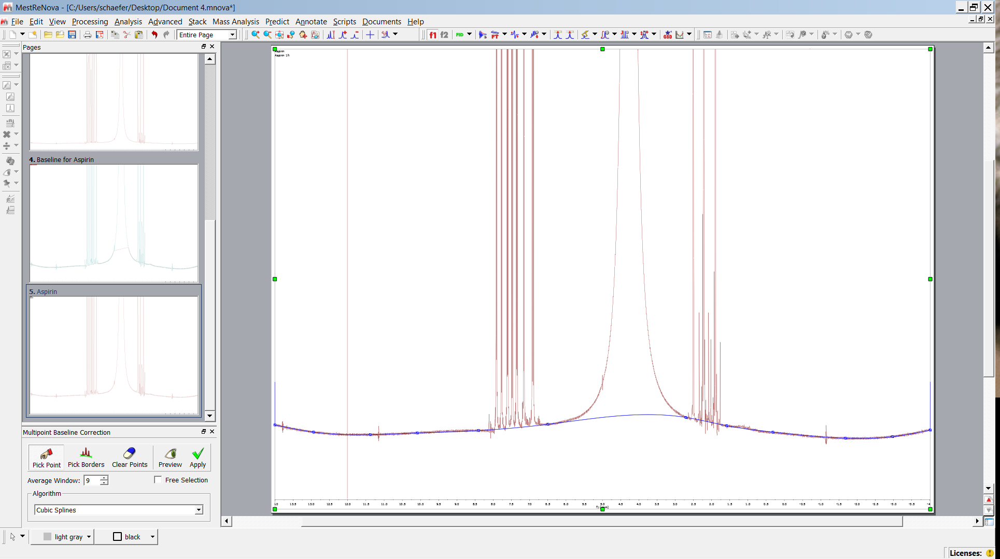 MestReNova - [C:/Users/schaefer/Desktop/Document 4.mnova*]
File Edit View Processing Analysis Advanced Stack Mass Analysis Predict Annotate Scripts Documents Help
Entire Page
f1 f2
FID
FT
GSD
Pages
4. Baseline for Aspirin
5. Aspirin
Aspirin
Aspirin 1h
Multipoint Baseline Correction
Pick Point Pick Borders Clear Points Preview Apply
Average Window: 9 Free Selection
Algorithm
Cubic Splines
13.5 13.0 12.5 12.0 11.5 11.0 10.5 10.0 9.5 9.0 8.5 8.0 7.5 7.0 6.5 6.0 5.5 5.0 4.5 4.0 3.5 3.0 2.5 2.0 1.5 1.0 0.5 0.0 -0.5 -1.0 -1.5 -2.0 -2.5 -3.0 -3.5
light gray black
Licenses: